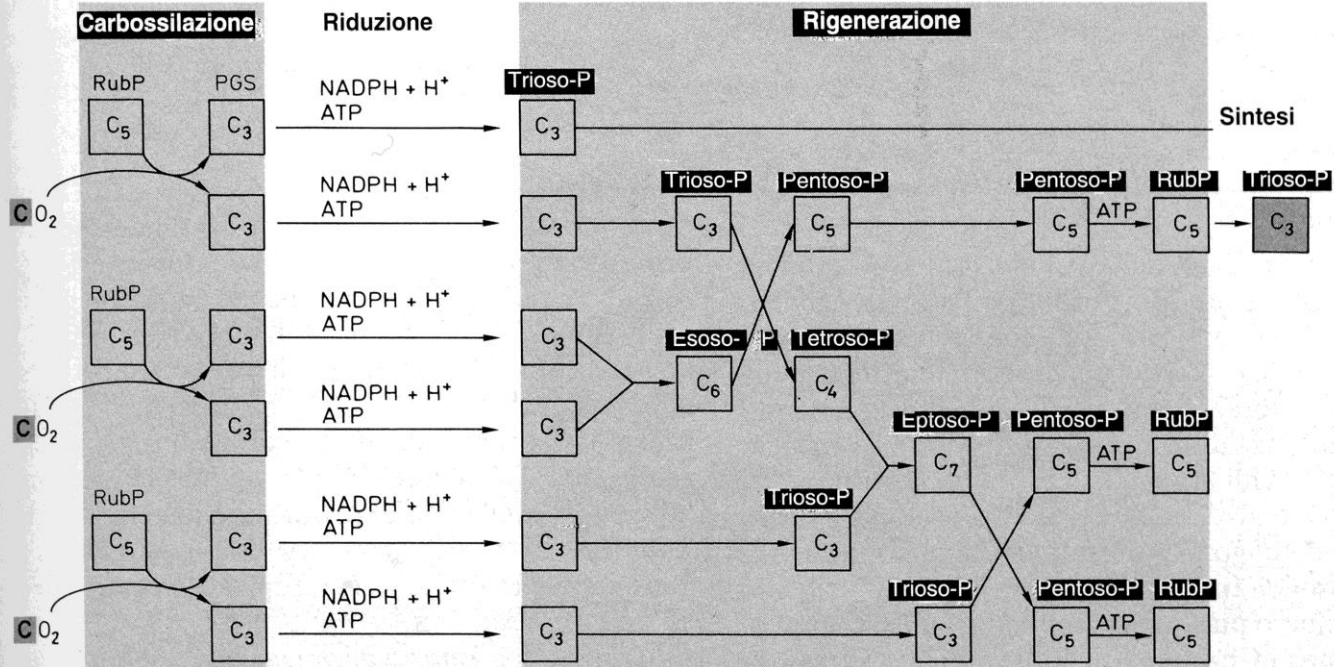 Carbossilazione Riduzione Rigenerazione
RubP PGS NADPH + H⁺ Trioso-P
C₅ C₃ ATP C₃ Sintesi
NADPH + H⁺ Trioso-P Pentoso-P Pentoso-P RubP Trioso-P
CO₂ C₃ ATP C₃ C₃ C₅ C₅ ATP C₅ C₃
RubP NADPH + H⁺
C₅ C₃ ATP C₃
Esoso- P Tetroso-P
NADPH + H⁺ C₆ C₄
CO₂ C₃ ATP C₃
Eptoso-P Pentoso-P RubP
C₇ C₅ ATP C₅
RubP NADPH + H⁺ Trioso-P
C₅ C₃ ATP C₃ C₃
NADPH + H⁺ Trioso-P Pentoso-P RubP
CO₂ C₃ ATP C₃ C₃ C₅ ATP C₅